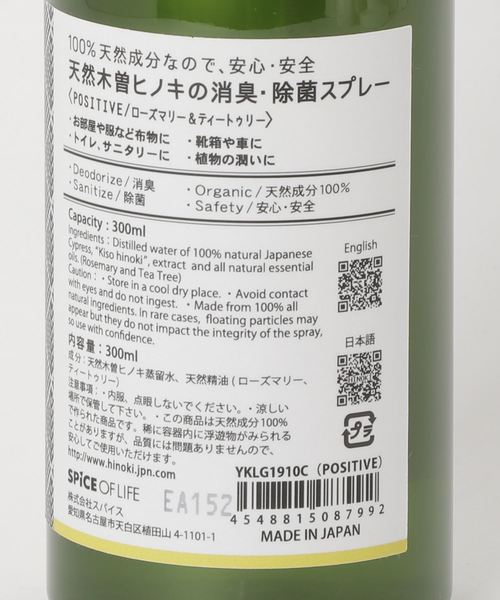 100%天然成分なので、安心・安全
天然木曽ヒノキの消臭・除菌スプレー
〈POSITIVE/ローズマリー&ティートゥリー〉
・お部屋や服など布物に ・靴箱や車に
・トイレ、サニタリーに ・植物の潤いに
・Deodorize/消臭 ・Organic/天然成分100%
・Sanitize/除菌 ・Safety/安心・安全
Capacity : 300ml
Ingredients : Distilled water of 100% natural Japanese
Cypress, "Kiso hinoki", extract and all natural essential
oils, (Rosemary and Tea Tree)
Caution : ・Store in a cool dry place. ・Avoid contact
with eyes and do not ingest. ・Made from 100% all
natural ingredients. In rare cases, floating particles may
appear but they do not impact the integrity of the spray,
so use with confidence.
English
日本語
内容量：300ml
成分：天然木曽ヒノキ蒸留水、天然精油 ( ローズマリー、
ティートゥリー)
注意事項：・内服、点眼しないでください。・涼しい
場所で保管して下さい。・この商品は天然成分100%
で作られた商品です。稀に容器内に浮遊物がみられる
ことがありますが、品質には問題ありませんので、
安心してご使用いただけます。
http://www.hinoki.jpn.com
プラ
SPiCE OF LIFE
株式会社スパイス
愛知県名古屋市天白区植田山 4-1101-1
EA152
YKLG1910C (POSITIVE)
4548815087992
MADE IN JAPAN